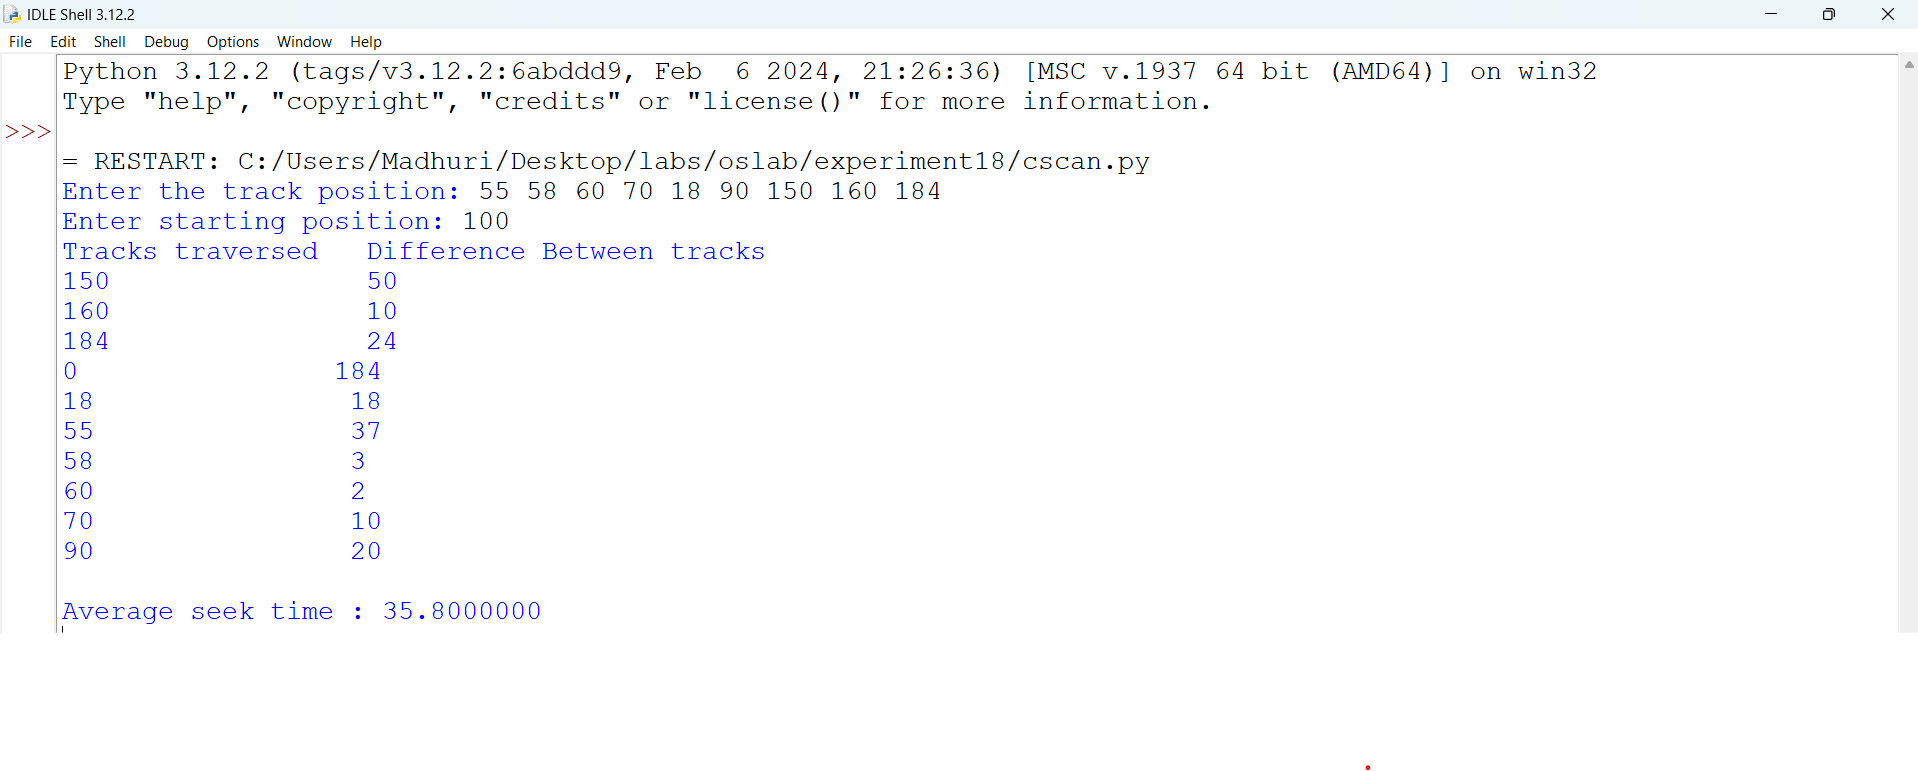 IDLE Shell 3.12.2
File Edit Shell Debug Options Window Help
Python 3.12.2 (tags/v3.12.2:6abddd9, Feb  6 2024, 21:26:36) [MSC v.1937 64 bit (AMD64)] on win32
Type "help", "copyright", "credits" or "license()" for more information.
>>>
= RESTART: C:/Users/Madhuri/Desktop/labs/oslab/experiment18/cscan.py
Enter the track position: 55 58 60 70 18 90 150 160 184
Enter starting position: 100
Tracks traversed   Difference Between tracks
150                50
160                10
184                24
0                184
18                18
55                37
58                3
60                2
70                10
90                20
Average seek time : 35.8000000